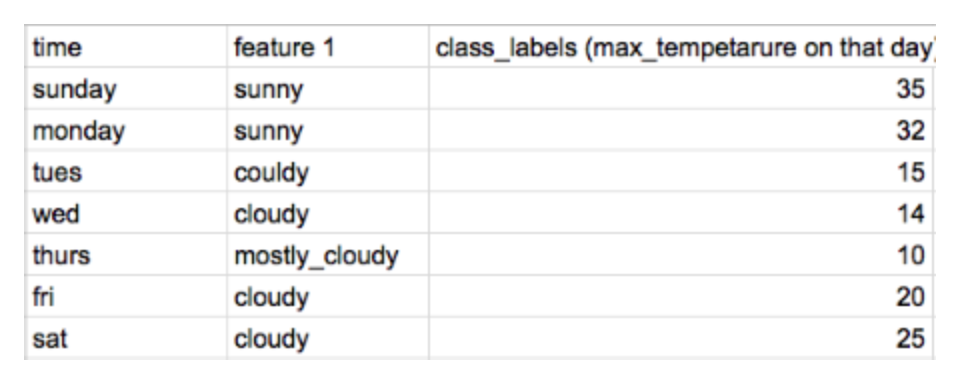 time feature 1 class_labels (max_tempetarure on that day)
sunday sunny 35
monday sunny 32
tues couldy 15
wed cloudy 14
thurs mostly_cloudy 10
fri cloudy 20
sat cloudy 25